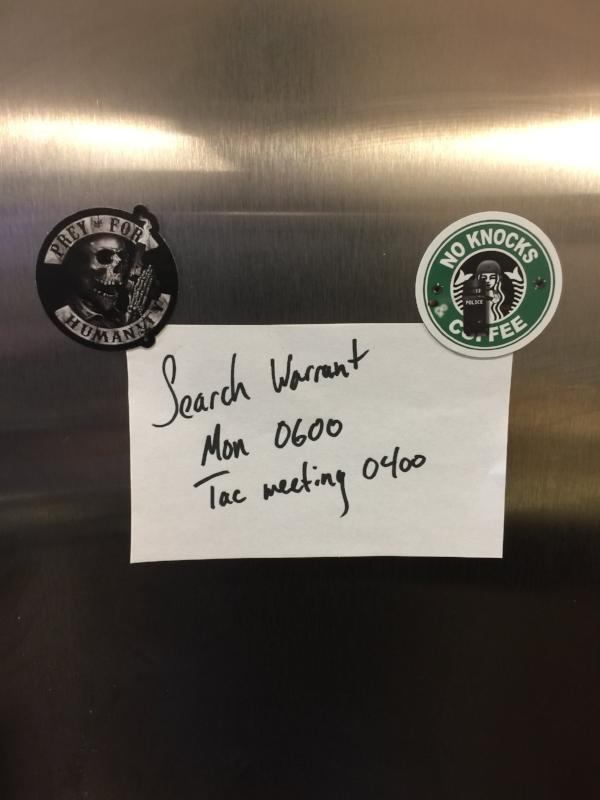 PREY FOR
HUMANITY
NO KNOCKS
POLICE
& COFFEE
Search Warrant
Mon 0600
Tac meeting 0400